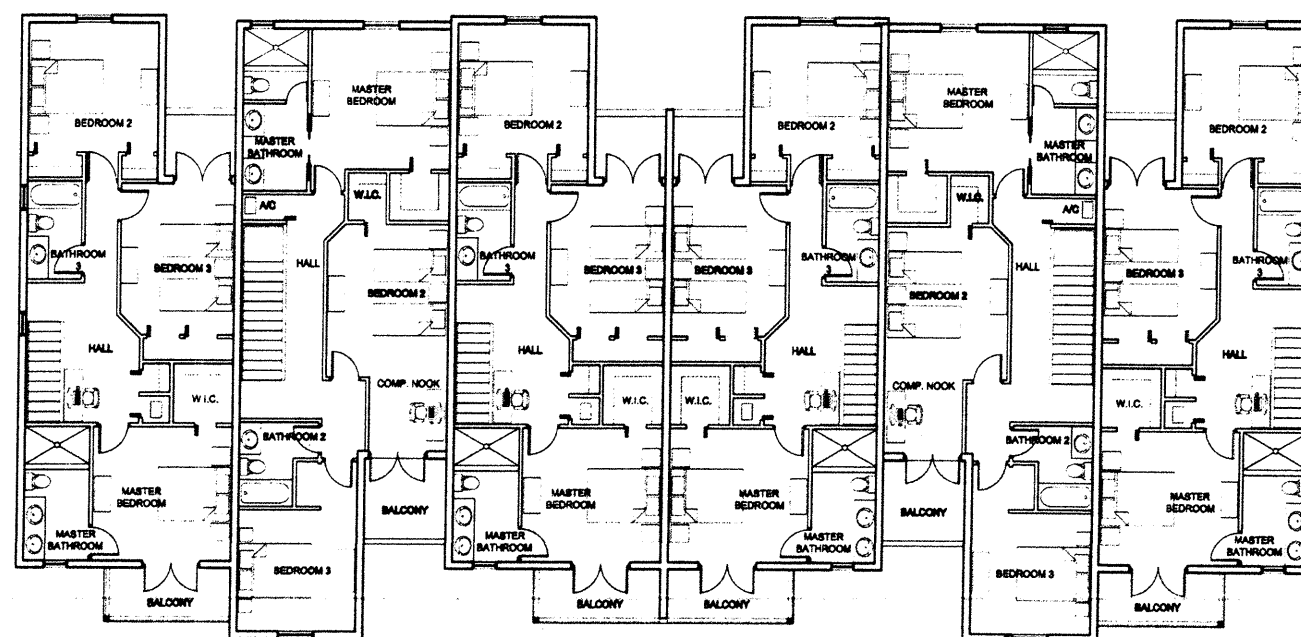 BEDROOM 2
BATHROOM
3
BEDROOM 3
HALL
W.I.C.
MASTER
BEDROOM
MASTER
BATHROOM
BALCONY
MASTER
BEDROOM
MASTER
BATHROOM
A/C
W.I.C.
HALL
BEDROOM 2
COMP. NOOK
BATHROOM 2
BALCONY
BEDROOM 3
BEDROOM 2
BATHROOM
3
BEDROOM 3
HALL
W.I.C.
MASTER
BEDROOM
MASTER
BATHROOM
BALCONY
BEDROOM 2
BEDROOM 3
BATHROOM
3
HALL
W.I.C.
MASTER
BEDROOM
MASTER
BATHROOM
BALCONY
MASTER
BEDROOM
MASTER
BATHROOM
W.I.C.
A/C
HALL
BEDROOM 2
COMP. NOOK
BATHROOM 2
BALCONY
BEDROOM 3
BEDROOM 2
BEDROOM 3
BATHROOM
3
HALL
W.I.C.
MASTER
BEDROOM
MASTER
BATHROOM
BALCONY